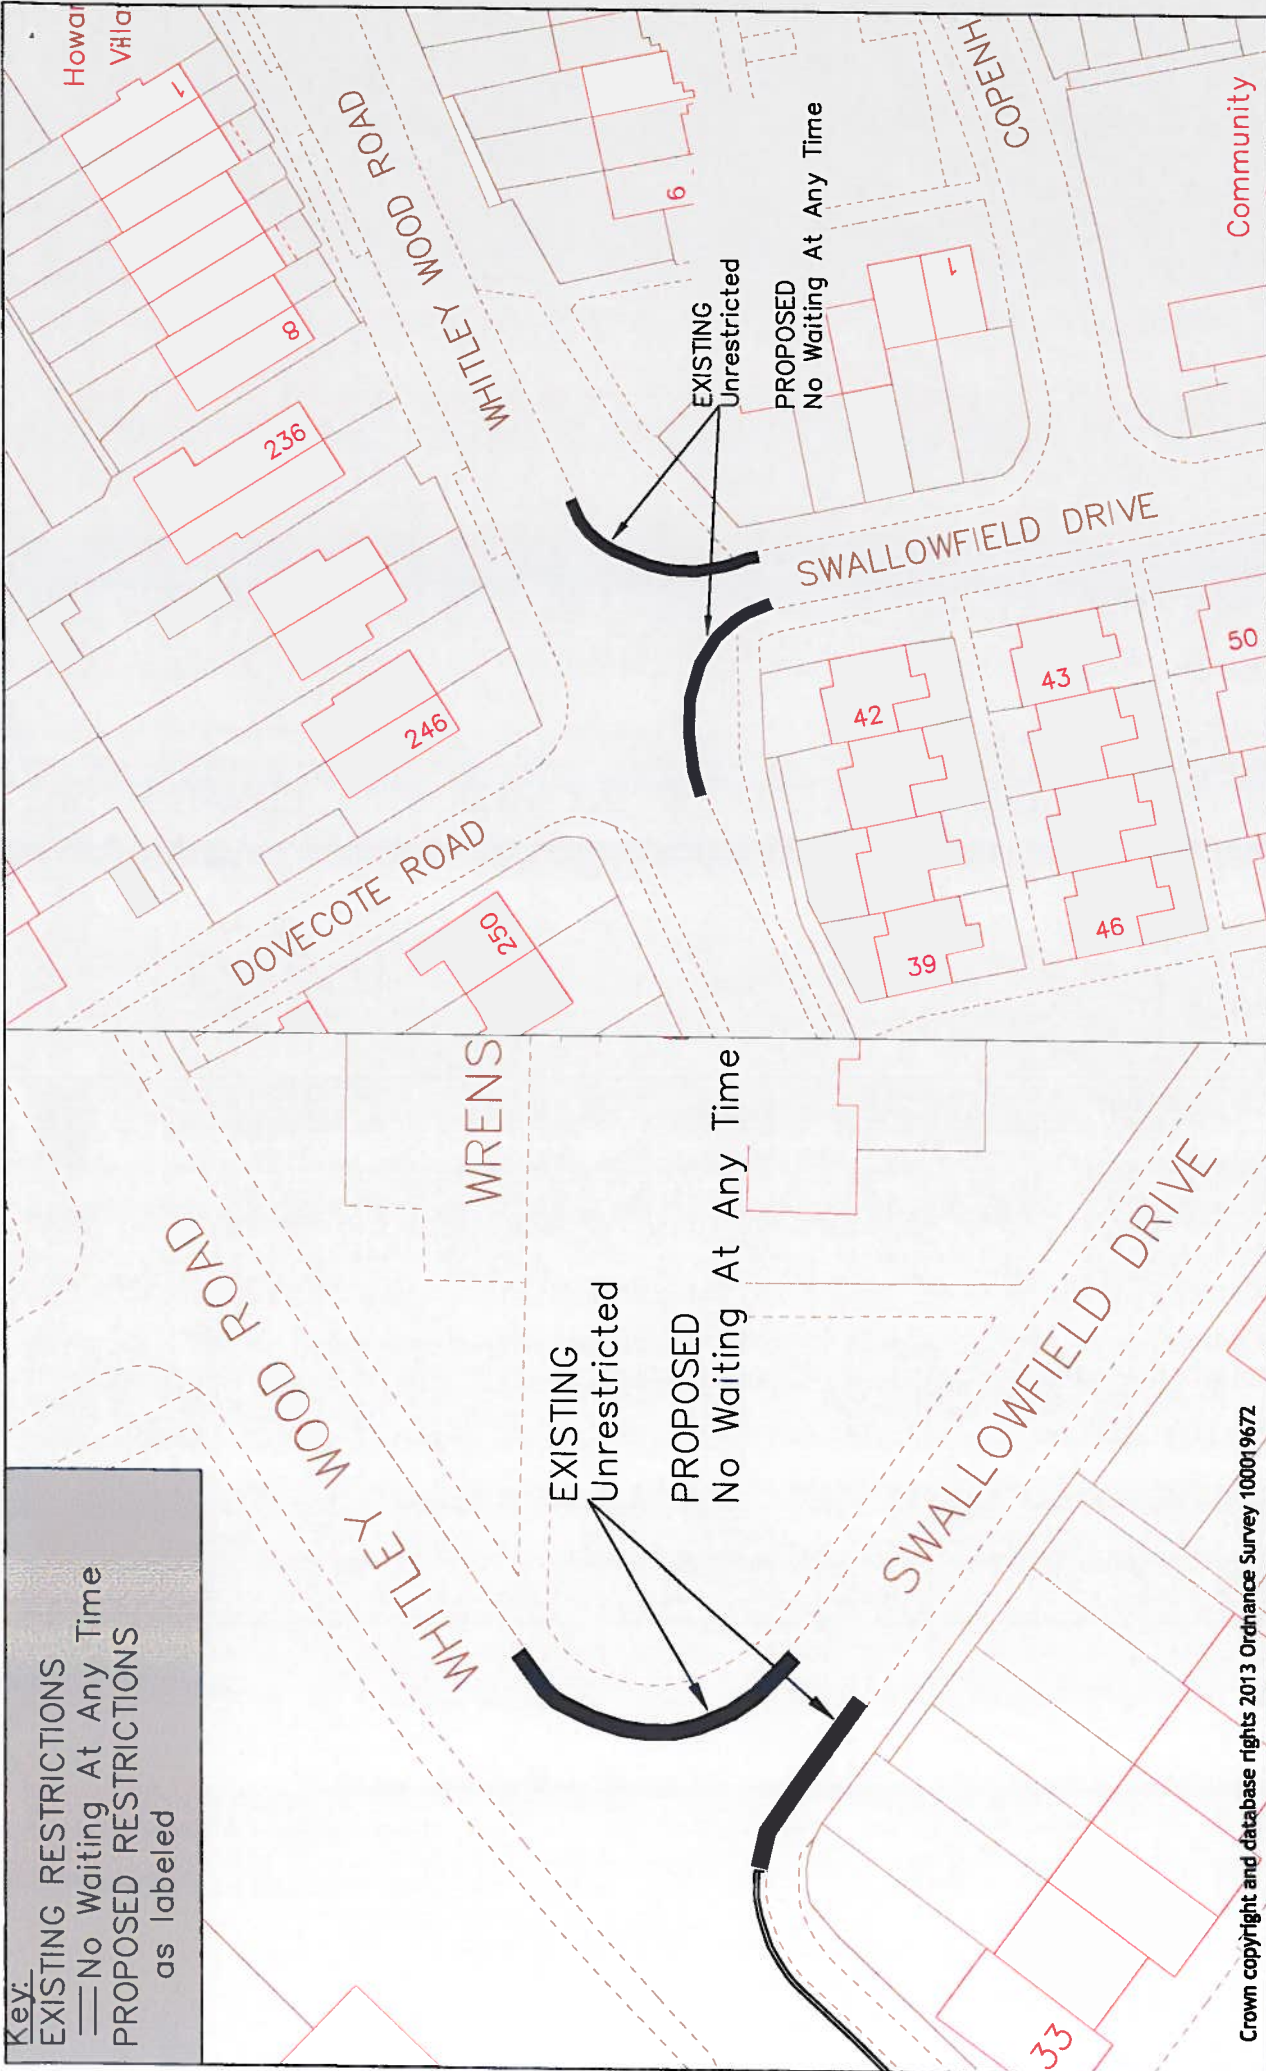 Key:
EXISTING RESTRICTIONS
No Waiting At Any Time
PROPOSED RESTRICTIONS
as labeled
WHITLEY WOOD ROAD
WRENS
EXISTING
Unrestricted
PROPOSED
No Waiting At Any Time
SWALLOWFIELD DRIVE
33
Crown copyright and database rights 2013 Ordnance Survey 100019672
Howar
Villa
1
8
236
246
250
DOVECOTE ROAD
WHITLEY WOOD ROAD
9
EXISTING
Unrestricted
PROPOSED
No Waiting At Any Time
COPENH
1
Community
SWALLOWFIELD DRIVE
42
43
50
39
46